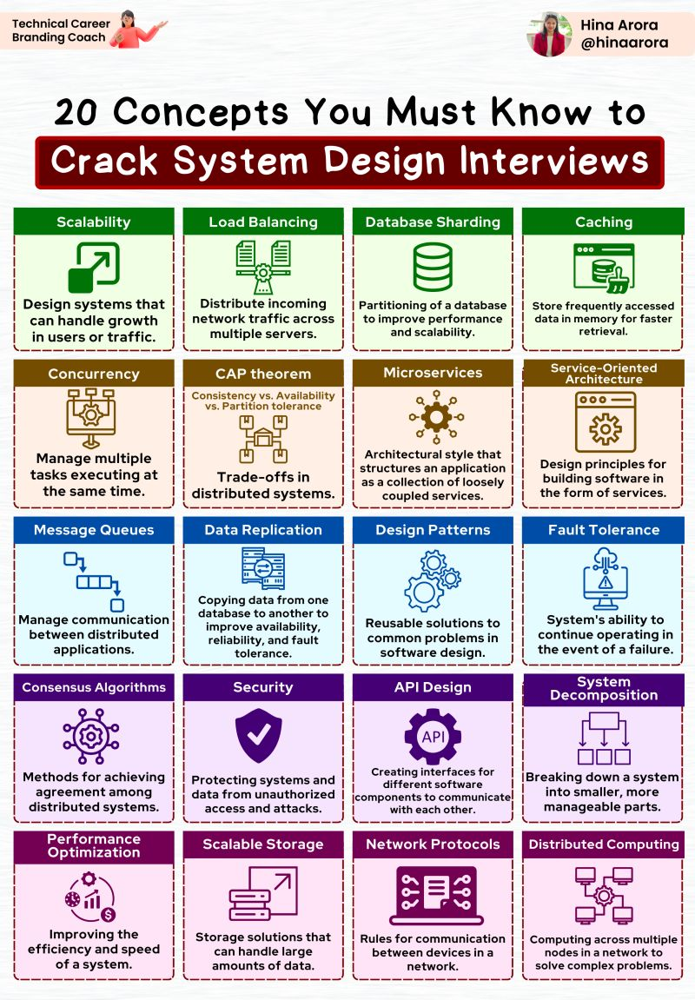 Technical Career
Branding Coach
Hina Arora
@hinaarora
20 Concepts You Must Know to
Crack System Design Interviews
Scalability
Design systems that
can handle growth
in users or traffic.
Load Balancing
Distribute incoming
network traffic across
multiple servers.
Database Sharding
Partitioning of a database
to improve performance
and scalability.
Caching
Store frequently accessed
data in memory for faster
retrieval.
Concurrency
Manage multiple
tasks executing at
the same time.
CAP theorem
Consistency vs. Availability
vs. Partition tolerance
Trade-offs in
distributed systems.
Microservices
Architectural style that
structures an application
as a collection of loosely
coupled services.
Service-Oriented
Architecture
Design principles for
building software in
the form of services.
Message Queues
Manage communication
between distributed
applications.
Data Replication
Copying data from one
database to another to
improve availability,
reliability, and fault
tolerance.
Design Patterns
Reusable solutions to
common problems in
software design.
Fault Tolerance
System's ability to
continue operating in
the event of a failure.
Consensus Algorithms
Methods for achieving
agreement among
distributed systems.
Security
Protecting systems and
data from unauthorized
access and attacks.
API Design
API
Creating interfaces for
different software
components to communicate
with each other.
System
Decomposition
Breaking down a system
into smaller, more
manageable parts.
Performance
Optimization
$
Improving the
efficiency and speed
of a system.
Scalable Storage
Storage solutions that
can handle large
amounts of data.
Network Protocols
Rules for communication
between devices in a
network.
Distributed Computing
Computing across multiple
nodes in a network to
solve complex problems.